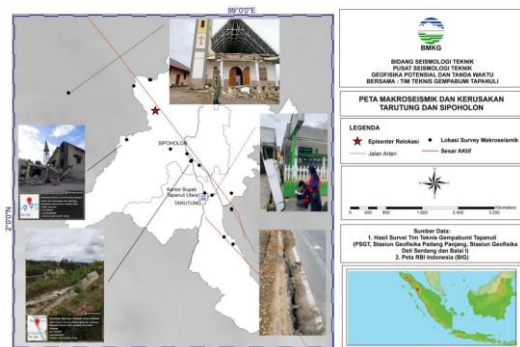 99°0'0"E
2°0'0"N
SIPOHOLON
Kantor Bupati
Tapanuli Utara
TARUTUNG
BMKG
BIDANG SEISMOLOGI TEKNIK
PUSAT SEISMOLOGI TEKNIK
GEOFISIKA POTENSIAL DAN TANDA WAKTU
BERSAMA : TIM TEKNIS GEMPABUMI TAPANULI
PETA MAKROSEISMIK DAN KERUSAKAN
TARUTUNG DAN SIPOHOLON
LEGENDA
Episenter Relokasi
Lokasi Survey Makroseismik
Jalan Arteri
Sesar Aktif
Sumber Data:
1. Hasil Survei Tim Teknis Gempabumi Tapanuli
(PSGT, Stasiun Geofisika Padang Panjang, Stasiun Geofisika
Deli Serdang dan Balai I)
2. Peta RBI Indonesia (BIG)